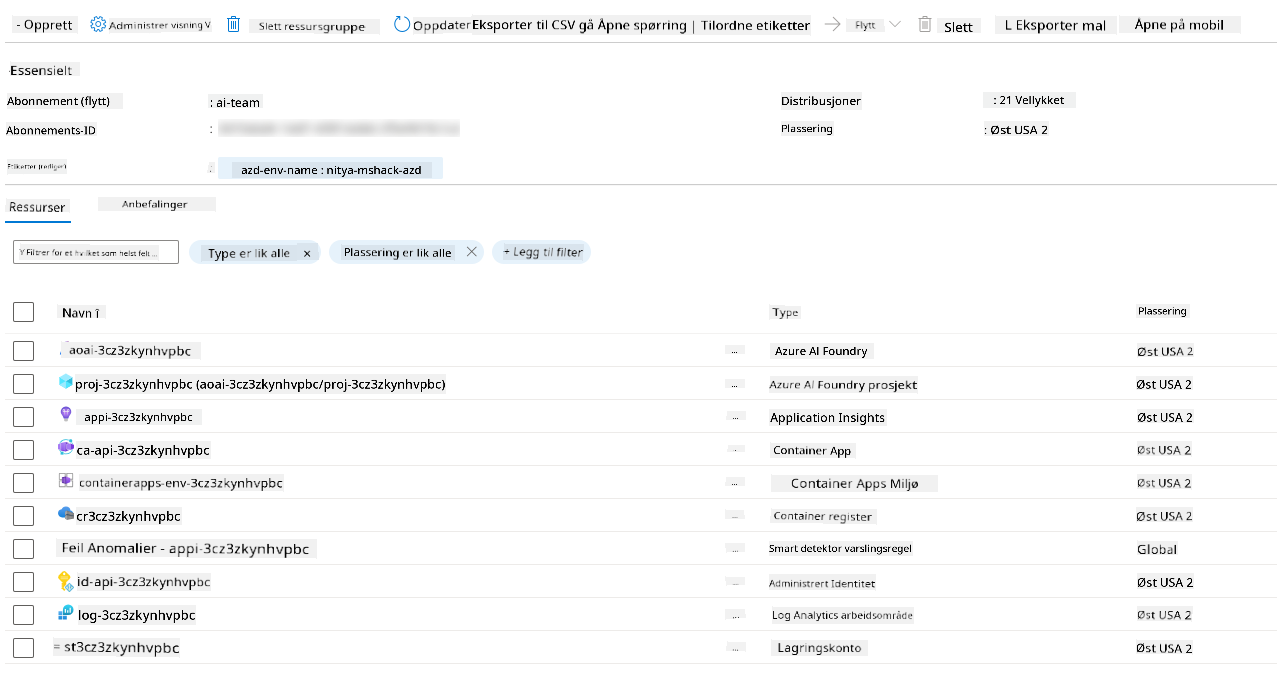 - Opprett Administrer visning V Slett ressursgruppe Oppdater Eksporter til CSV gå Åpne spørring | Tilordne etiketter Flytt Slett L Eksporter mal Åpne på mobil
Essensielt
Abonnement (flytt) : ai-team Distribusjoner : 21 Vellykket
Abonnements-ID : Plassering : Øst USA 2
Etiketter (rediger) : azd-env-name : nitya-mshack-azd
Ressurser Anbefalinger
Y Filtrer for et hvilket som helst felt ... Type er lik alle × Plassering er lik alle × + Legg til filter
Navn î Type Plassering
aoai-3cz3zkynhvpbc ... Azure AI Foundry Øst USA 2
proj-3cz3zkynhvpbc (aoai-3cz3zkynhvpbc/proj-3cz3zkynhvpbc) ... Azure AI Foundry prosjekt Øst USA 2
appi-3cz3zkynhvpbc ... Application Insights Øst USA 2
ca-api-3cz3zkynhvpbc . Container App Øst USA 2
containerapps-env-3cz3zkynhvpbc ... Container Apps Miljø Øst USA 2
cr3cz3zkynhvpbc ... Container register Øst USA 2
Feil Anomalier - appi-3cz3zkynhvpbc ... Smart detektor varslingsregel Global
id-api-3cz3zkynhvpbc ... Administrert Identitet Øst USA 2
log-3cz3zkynhvpbc ... Log Analytics arbeidsområde Øst USA 2
= st3cz3zkynhvpbc ... Lagringskonto Øst USA 2